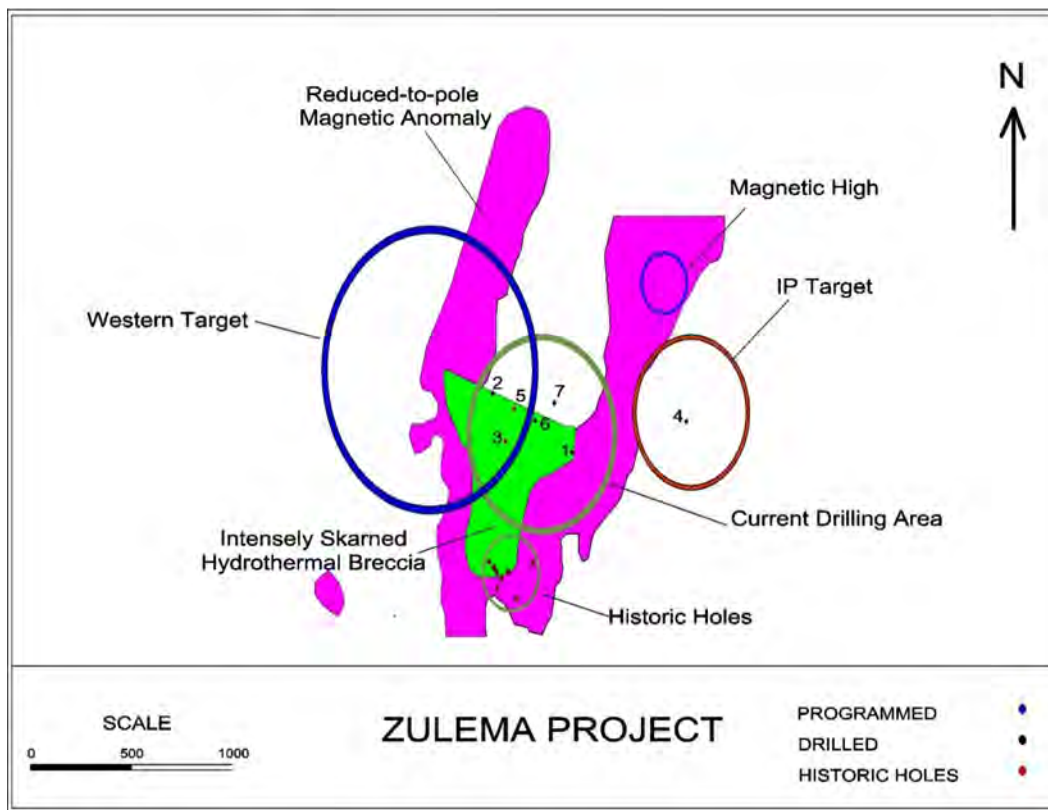 Reduced-to-pole
Magnetic Anomaly
N
Magnetic High
IP Target
Western Target
2
5
7
6
4
3
1
Current Drilling Area
Intensely Skarned
Hydrothermal Breccia
Historic Holes
SCALE
0 500 1000
ZULEMA PROJECT
PROGRAMMED
DRILLED
HISTORIC HOLES